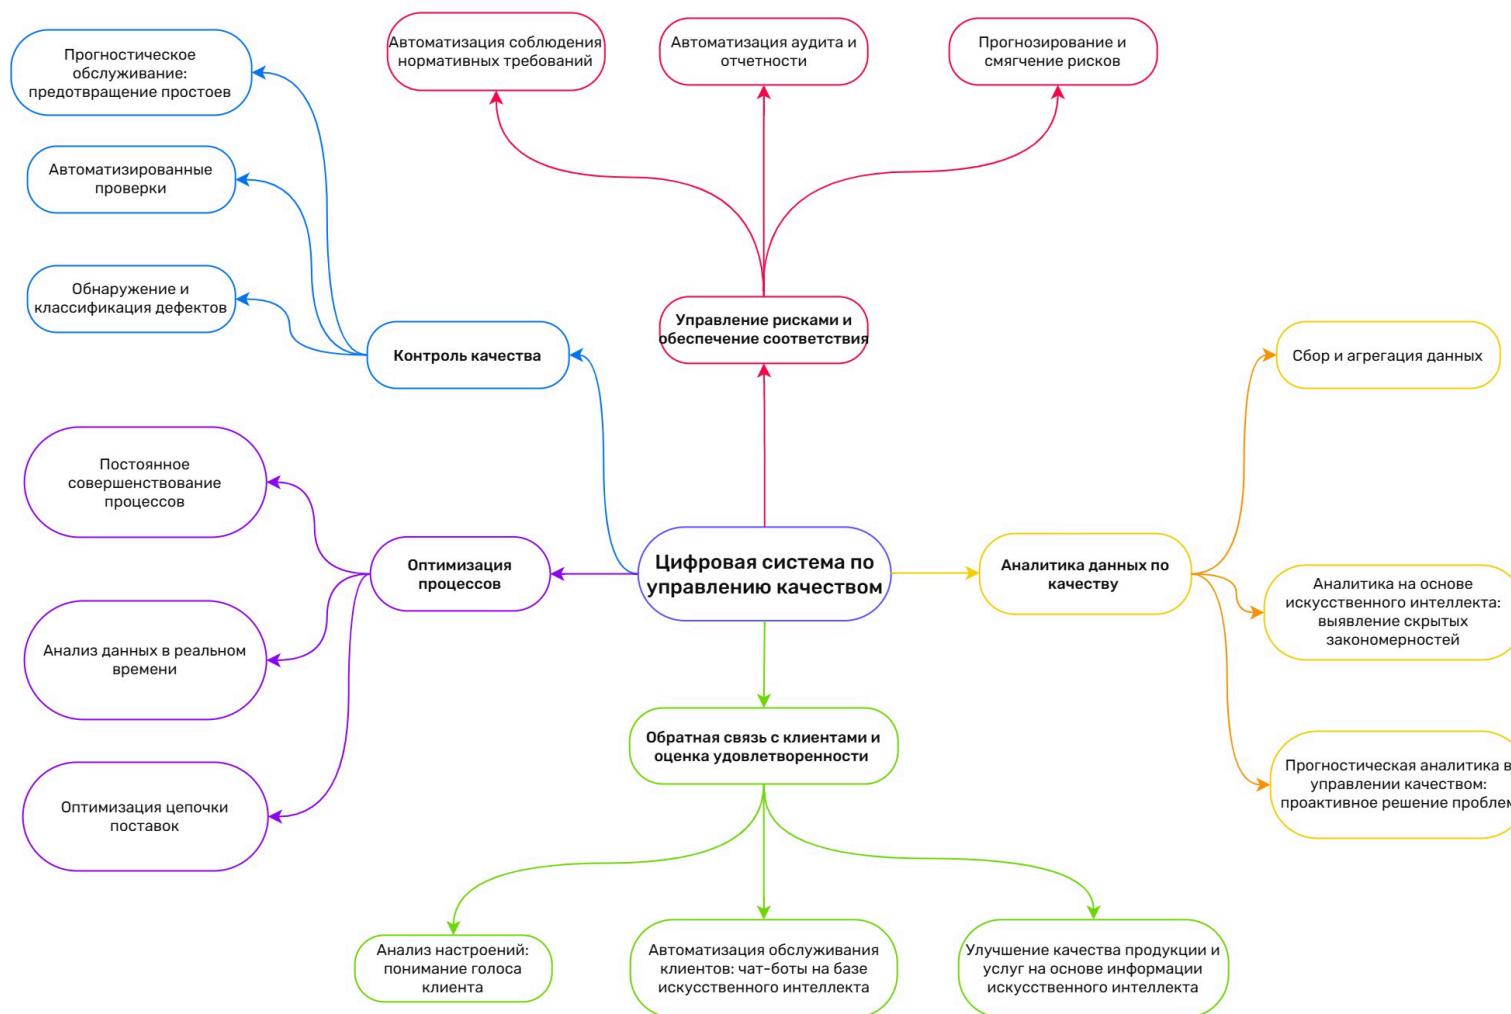 Прогностическое
обслуживание:
предотвращение простоев
Автоматизация соблюдения
нормативных требований
Автоматизация аудита и
отчетности
Прогнозирование и
смягчение рисков
Автоматизированные
проверки
Обнаружение и
классификация дефектов
Контроль качества
Управление рисками и
обеспечение соответствия
Сбор и агрегация данных
Постоянное
совершенствование
процессов
Оптимизация
процессов
Цифровая система по
управлению качеством
Аналитика данных по
качеству
Аналитика на основе
искусственного интеллекта:
выявление скрытых
закономерностей
Анализ данных в реальном
времени
Обратная связь с клиентами и
оценка удовлетворенности
Прогностическая аналитика в
управлении качеством:
проактивное решение проблем
Оптимизация цепочки
поставок
Анализ настроений:
понимание голоса
клиента
Автоматизация обслуживания
клиентов: чат-боты на базе
искусственного интеллекта
Улучшение качества продукции и
услуг на основе информации
искусственного интеллекта